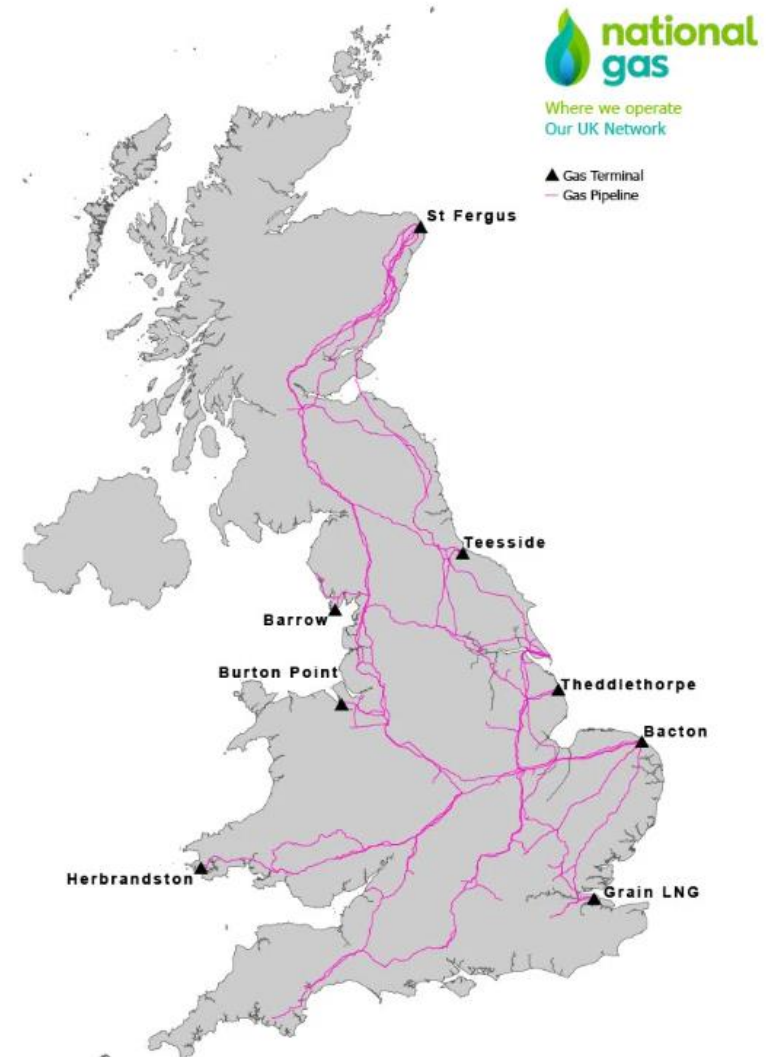 national
gas
Where we operate
Our UK Network
Gas Terminal
Gas Pipeline
St Fergus
Teesside
Barrow
Burton Point
Theddlethorpe
Bacton
Herbrandston
Grain LNG